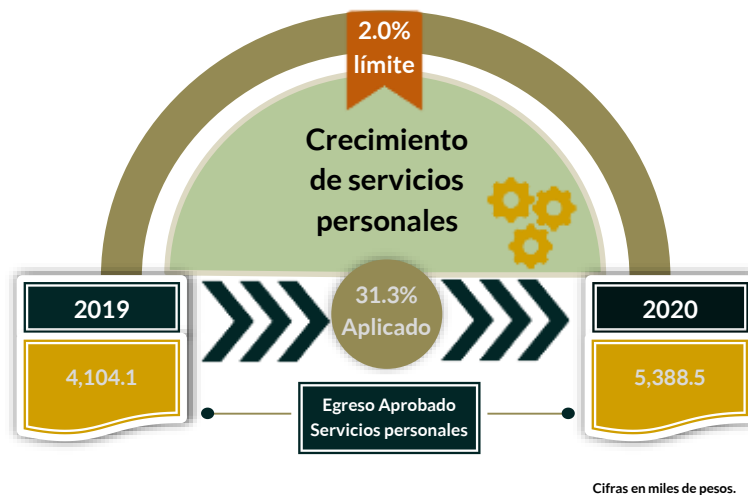 2.0%
límite
Crecimiento
de servicios
personales
2019
31.3%
Aplicado
2020
4,104.1
5,388.5
Egreso Aprobado
Servicios personales
Cifras en miles de pesos.